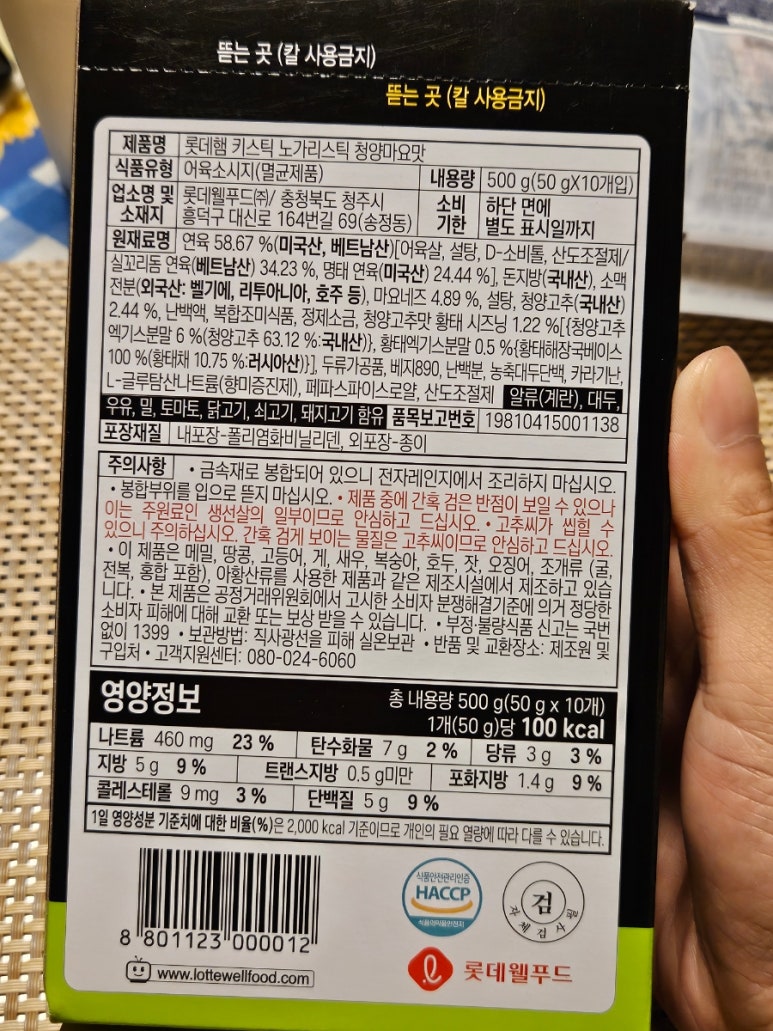 뜯는 곳 (칼 사용금지)
뜯는 곳 (칼 사용금지)
제품명 롯데햄 키스틱 노가리스틱 청양마요맛
식품유형 어육소시지(멸균제품) 내용량 500 g(50 gX10개입)
업소명 및 소재지 롯데웰푸드㈜/ 충청북도 청주시
흥덕구 대신로 164번길 69(송정동)
소비기한 하단 면에
별도 표시일까지
원재료명 연육 58.67 %(미국산, 베트남산)[어육살, 설탕, D-소비톨, 산도조절제/
실꼬리돔 연육(베트남산) 34.23 %, 명태 연육(미국산) 24.44 %], 돈지방(국내산), 소맥
전분(외국산: 벨기에, 리투아니아, 호주 등), 마요네즈 4.89 %, 설탕, 청양고추(국내산)
2.44 %, 난백액, 복합조미식품, 정제소금, 청양고추맛 황태 시즈닝 1.22 %[{청양고추
엑기스분말 6 %(청양고추 63.12 %:국내산)}, 황태엑기스분말 0.5 %{황태해장국베이스
100 %(황태채 10.75 %:러시아산)}], 두류가공품, 베지890, 난백분, 농축대두단백, 카라기난,
L-글루탐산나트륨(향미증진제), 페파스파이스로얄, 산도조절제 알류(계란), 대두,
우유, 밀, 토마토, 닭고기, 쇠고기, 돼지고기 함유 품목보고번호 19810415001138
포장재질 내포장-폴리염화비닐리덴, 외포장-종이
주의사항 • 금속재로 봉합되어 있으니 전자레인지에서 조리하지 마십시오.
• 봉합부위를 입으로 뜯지 마십시오. • 제품 중에 간혹 검은 반점이 보일 수 있으나
이는 주원료인 생선살의 일부이므로 안심하고 드십시오. • 고추씨가 씹힐 수
있으니 주의하십시오. 간혹 검게 보이는 물질은 고추씨이므로 안심하고 드십시오.
• 이 제품은 메밀, 땅콩, 고등어, 게, 새우, 복숭아, 호두, 잣, 오징어, 조개류 (굴,
전복, 홍합 포함), 아황산류를 사용한 제품과 같은 제조시설에서 제조하고 있습
니다. • 본 제품은 공정거래위원회에서 고시한 소비자 분쟁해결기준에 의거 정당한
소비자 피해에 대해 교환 또는 보상 받을 수 있습니다. • 부정·불량식품 신고는 국번
없이 1399 • 보관방법: 직사광선을 피해 실온보관 • 반품 및 교환장소: 제조원 및
구입처 • 고객지원센터: 080-024-6060
영양정보
총 내용량 500 g(50 g x 10개)
1개(50 g)당 100 kcal
나트륨 460 mg 23 % 탄수화물 7 g 2 % 당류 3 g 3 %
지방 5 g 9 % 트랜스지방 0.5 g미만 포화지방 1.4 g 9 %
콜레스테롤 9 mg 3 % 단백질 5 g 9 %
1일 영양성분 기준치에 대한 비율(%)은 2,000 kcal 기준이므로 개인의 필요 열량에 따라 다를 수 있습니다.
식품안전관리인증
HACCP
식품의약품안전처
검
자체검사필
8 801123 000012
www.lottewellfood.com
롯데웰푸드